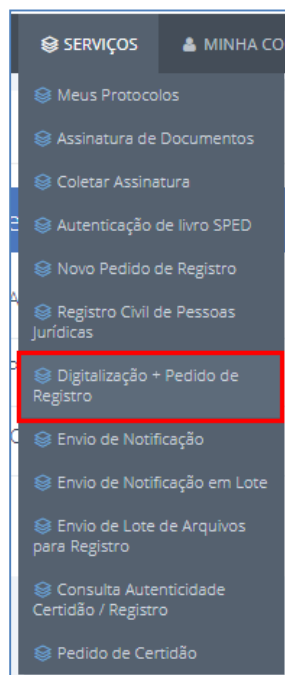 SERVIÇOS
MINHA CO
Meus Protocolos
Assinatura de Documentos
Coletar Assinatura
Autenticação de livro SPED
Novo Pedido de Registro
Registro Civil de Pessoas
Jurídicas
Digitalização + Pedido de
Registro
Envio de Notificação
Envio de Notificação em Lote
Envio de Lote de Arquivos
para Registro
Consulta Autenticidade
Certidão / Registro
Pedido de Certidão